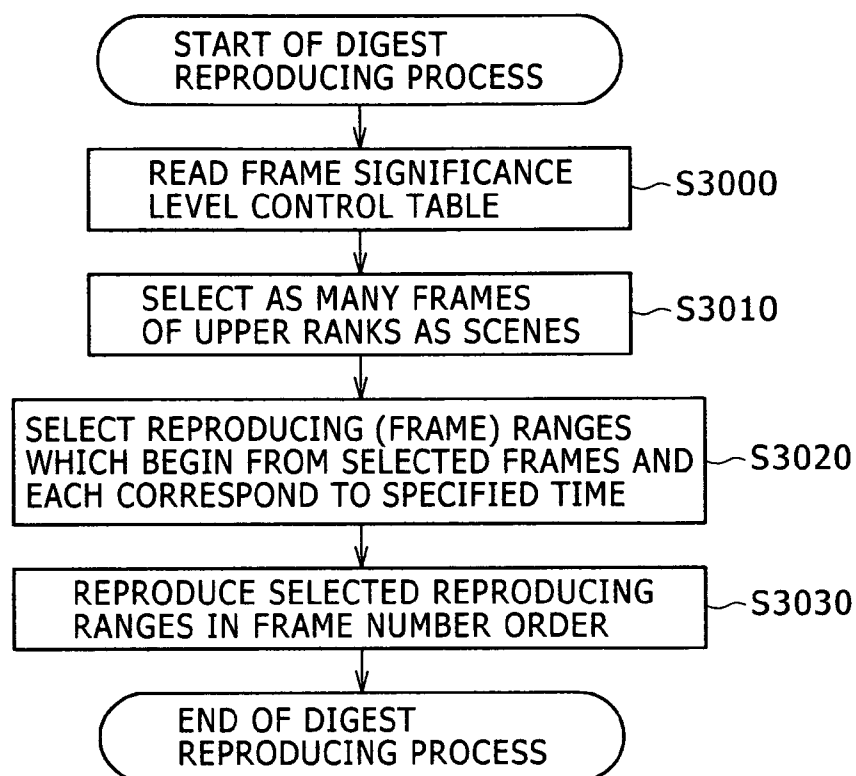 START OF DIGEST
REPRODUCING PROCESS
READ FRAME SIGNIFICANCE
LEVEL CONTROL TABLE
S3000
SELECT AS MANY FRAMES
OF UPPER RANKS AS SCENES
S3010
SELECT REPRODUCING (FRAME) RANGES
WHICH BEGIN FROM SELECTED FRAMES AND
EACH CORRESPOND TO SPECIFIED TIME
S3020
REPRODUCE SELECTED REPRODUCING
RANGES IN FRAME NUMBER ORDER
S3030
END OF DIGEST
REPRODUCING PROCESS